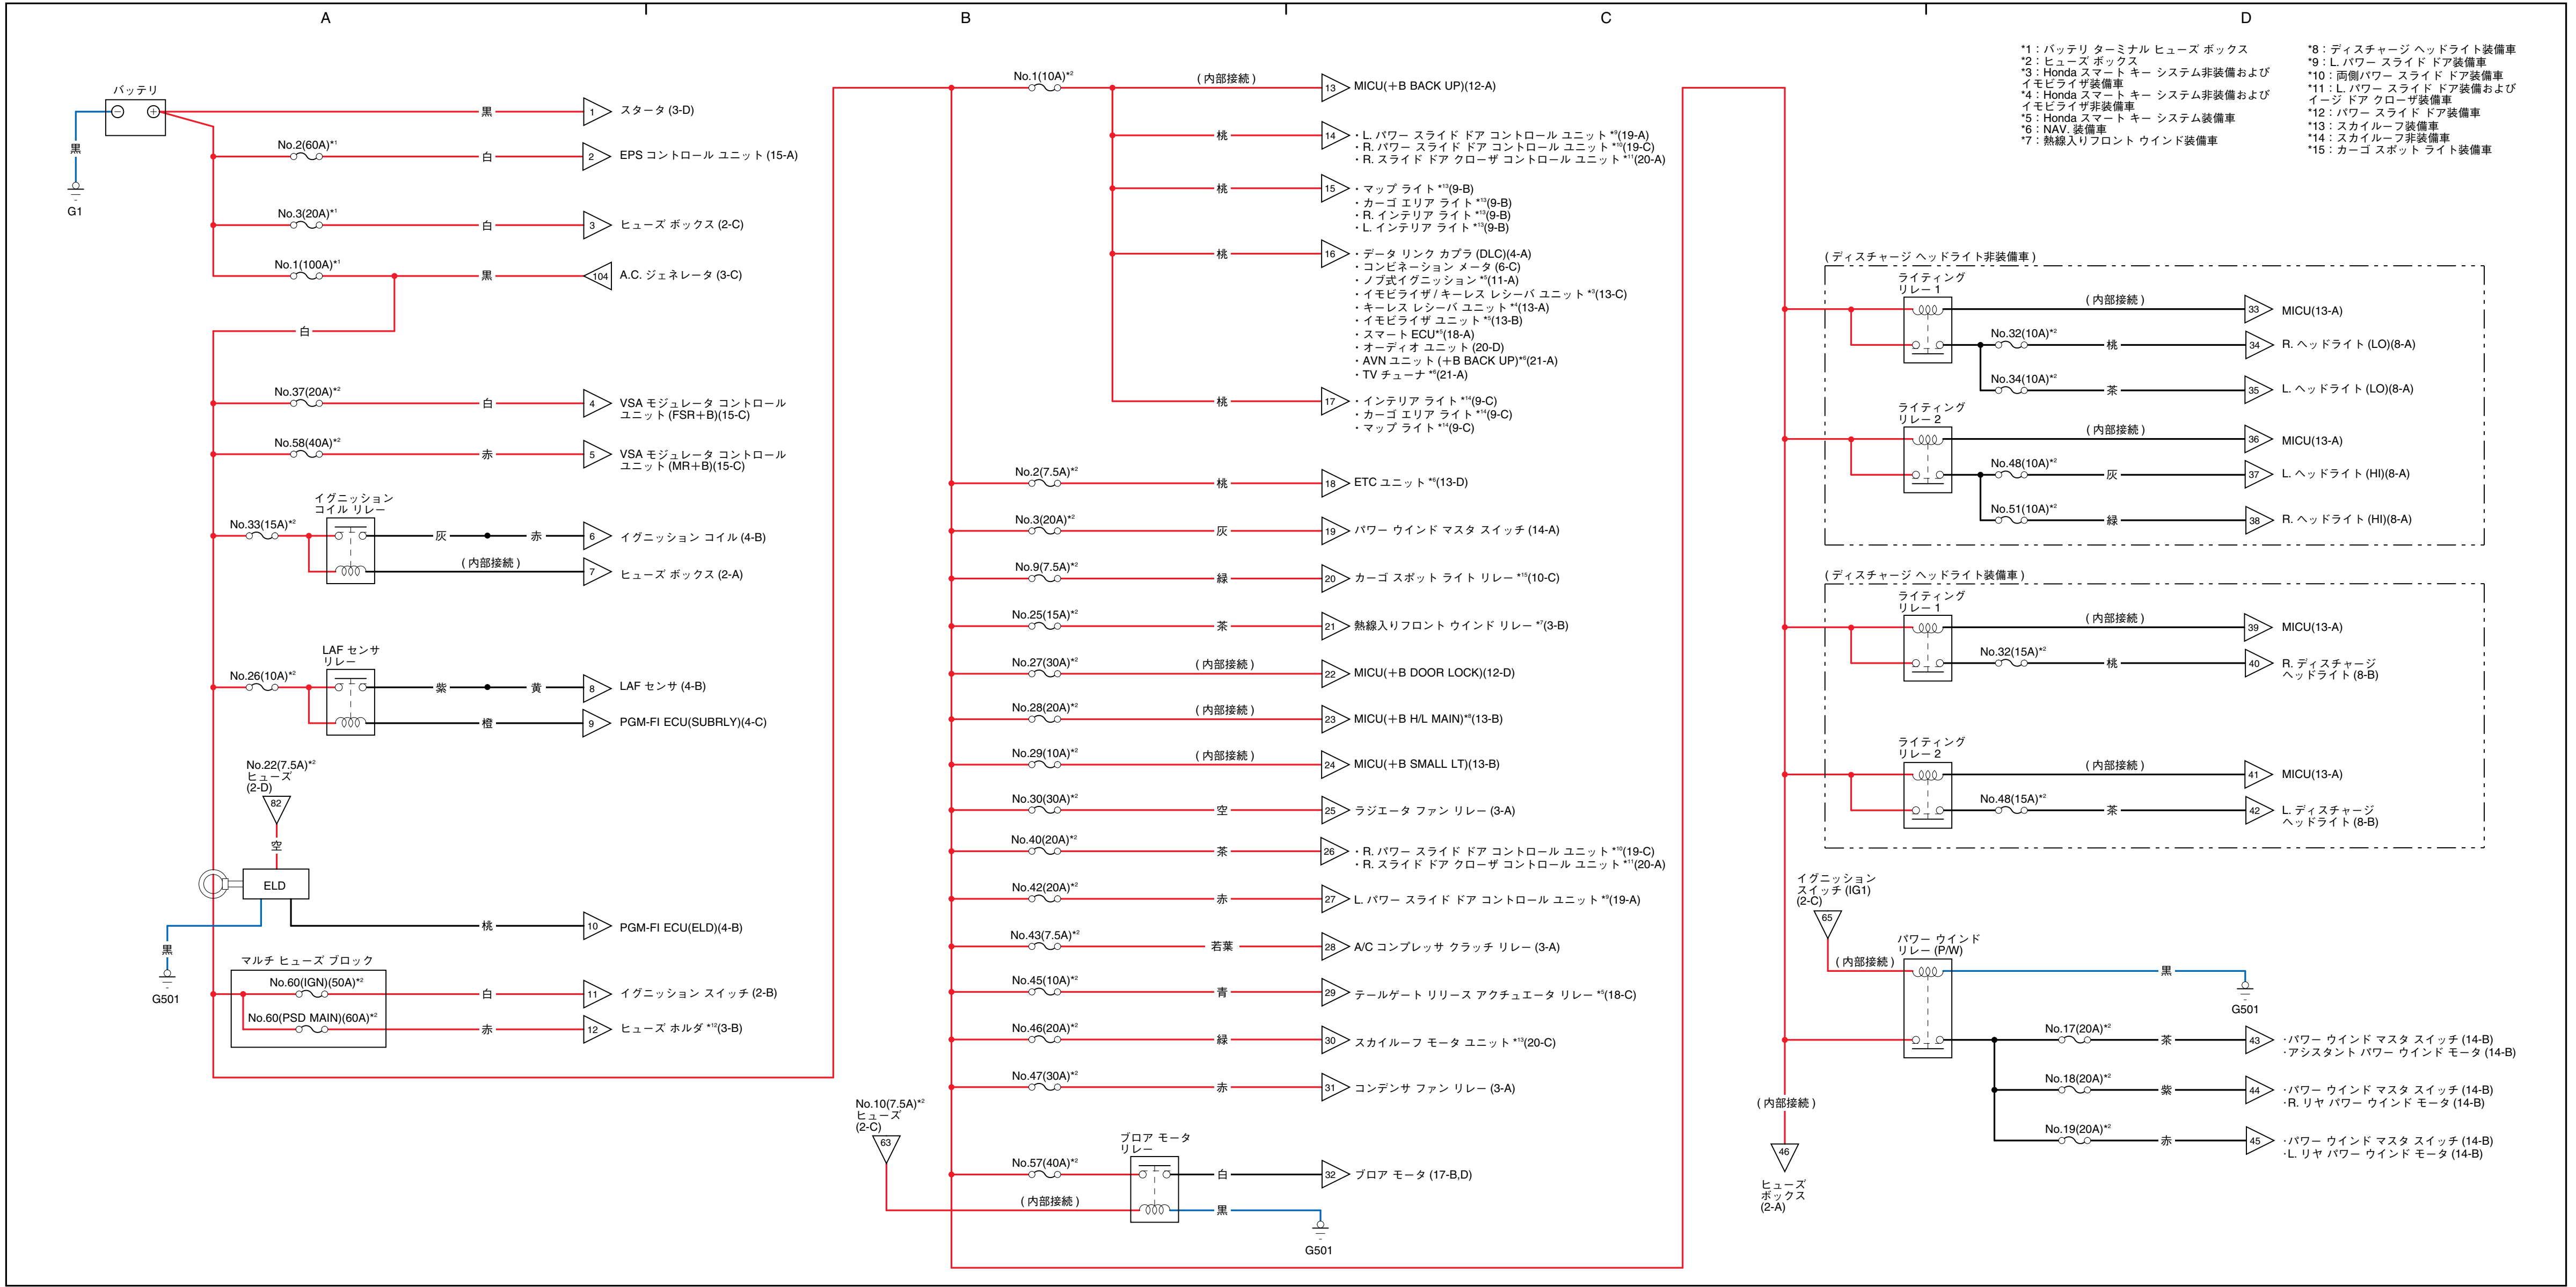 A
B
C
D
*1：バッテリ ターミナル ヒューズ ボックス
*2：ヒューズ ボックス
*3：Honda スマート キー システム非装備および
イモビライザ装備車
*4：Honda スマート キー システム非装備および
イモビライザ非装備車
*5：Honda スマート キー システム装備車
*6：NAV. 装備車
*7：熱線入りフロント ウインド装備車
*8：ディスチャージ ヘッドライト装備車
*9：L. パワー スライド ドア装備車
*10：両側パワー スライド ドア装備車
*11：L. パワー スライド ドア装備および
イージ ドア クローザ装備車
*12：パワー スライド ドア装備車
*13：スカイルーフ装備車
*14：スカイルーフ非装備車
*15：カーゴ スポット ライト装備車
バッテリ
黒
G1
黒
1 スタータ (3-D)
No.2(60A)*1
白
2 EPS コントロール ユニット (15-A)
No.3(20A)*1
白
3 ヒューズ ボックス (2-C)
No.1(100A)*1
黒
104 A.C. ジェネレータ (3-C)
白
No.37(20A)*2
白
4 VSA モジュレータ コントロール
ユニット (FSR＋B)(15-C)
No.58(40A)*2
赤
5 VSA モジュレータ コントロール
ユニット (MR＋B)(15-C)
イグニッション
コイル リレー
No.33(15A)*2
灰 赤
6 イグニッション コイル (4-B)
( 内部接続 )
7 ヒューズ ボックス (2-A)
LAF センサ
リレー
No.26(10A)*2
紫 黄
8 LAF センサ (4-B)
橙
9 PGM-FI ECU(SUBRLY)(4-C)
No.22(7.5A)*2
ヒューズ
(2-D)
82
空
ELD
黒
G501
桃
10 PGM-FI ECU(ELD)(4-B)
マルチ ヒューズ ブロック
No.60(IGN)(50A)*2
白
11 イグニッション スイッチ (2-B)
No.60(PSD MAIN)(60A)*2
赤
12 ヒューズ ホルダ *12(3-B)
No.1(10A)*2
( 内部接続 )
13 MICU(＋B BACK UP)(12-A)
桃
14 ・L. パワー スライド ドア コントロール ユニット *9(19-A)
・R. パワー スライド ドア コントロール ユニット *10(19-C)
・R. スライド ドア クローザ コントロール ユニット *11(20-A)
桃
15 ・マップ ライト *13(9-B)
・カーゴ エリア ライト *13(9-B)
・R. インテリア ライト *13(9-B)
・L. インテリア ライト *13(9-B)
桃
16 ・データ リンク カプラ (DLC)(4-A)
・コンビネーション メータ (6-C)
・ノブ式イグニッション *5(11-A)
・イモビライザ / キーレス レシーバ ユニット *3(13-C)
・キーレス レシーバ ユニット *4(13-A)
・イモビライザ ユニット *5(13-B)
・スマート ECU*5(18-A)
・オーディオ ユニット (20-D)
・AVN ユニット (＋B BACK UP)*6(21-A)
・TV チューナ *6(21-A)
桃
17 ・インテリア ライト *14(9-C)
・カーゴ エリア ライト *14(9-C)
・マップ ライト *14(9-C)
No.2(7.5A)*2
桃
18 ETC ユニット *6(13-D)
No.3(20A)*2
灰
19 パワー ウインド マスタ スイッチ (14-A)
No.9(7.5A)*2
緑
20 カーゴ スポット ライト リレー *15(10-C)
No.25(15A)*2
茶
21 熱線入りフロント ウインド リレー *7(3-B)
No.27(30A)*2
( 内部接続 )
22 MICU(＋B DOOR LOCK)(12-D)
No.28(20A)*2
( 内部接続 )
23 MICU(＋B H/L MAIN)*8(13-B)
No.29(10A)*2
( 内部接続 )
24 MICU(＋B SMALL LT)(13-B)
No.30(30A)*2
空
25 ラジエータ ファン リレー (3-A)
No.40(20A)*2
茶
26 ・R. パワー スライド ドア コントロール ユニット *10(19-C)
・R. スライド ドア クローザ コントロール ユニット *11(20-A)
No.42(20A)*2
赤
27 L. パワー スライド ドア コントロール ユニット *9(19-A)
No.43(7.5A)*2
若葉
28 A/C コンプレッサ クラッチ リレー (3-A)
No.45(10A)*2
青
29 テールゲート リリース アクチュエータ リレー *5(18-C)
No.46(20A)*2
緑
30 スカイルーフ モータ ユニット *13(20-C)
No.47(30A)*2
赤
31 コンデンサ ファン リレー (3-A)
No.10(7.5A)*2
ヒューズ
(2-C)
63
ブロア モータ
リレー
No.57(40A)*2
白
32 ブロア モータ (17-B,D)
( 内部接続 )
黒
G501
( ディスチャージ ヘッドライト非装備車 )
ライティング
リレー 1
( 内部接続 )
33 MICU(13-A)
No.32(10A)*2
桃
34 R. ヘッドライト (LO)(8-A)
No.34(10A)*2
茶
35 L. ヘッドライト (LO)(8-A)
ライティング
リレー 2
( 内部接続 )
36 MICU(13-A)
No.48(10A)*2
灰
37 L. ヘッドライト (HI)(8-A)
No.51(10A)*2
緑
38 R. ヘッドライト (HI)(8-A)
( ディスチャージ ヘッドライト装備車 )
ライティング
リレー 1
( 内部接続 )
39 MICU(13-A)
No.32(15A)*2
桃
40 R. ディスチャージ
ヘッドライト (8-B)
ライティング
リレー 2
( 内部接続 )
41 MICU(13-A)
No.48(15A)*2
茶
42 L. ディスチャージ
ヘッドライト (8-B)
イグニッション
スイッチ (IG1)
(2-C)
65
( 内部接続 )
パワー ウインド
リレー (P/W)
黒
G501
No.17(20A)*2
茶
43 ・パワー ウインド マスタ スイッチ (14-B)
・アシスタント パワー ウインド モータ (14-B)
No.18(20A)*2
紫
44 ・パワー ウインド マスタ スイッチ (14-B)
・R. リヤ パワー ウインド モータ (14-B)
No.19(20A)*2
赤
45 ・パワー ウインド マスタ スイッチ (14-B)
・L. リヤ パワー ウインド モータ (14-B)
( 内部接続 )
46
ヒューズ
ボックス
(2-A)